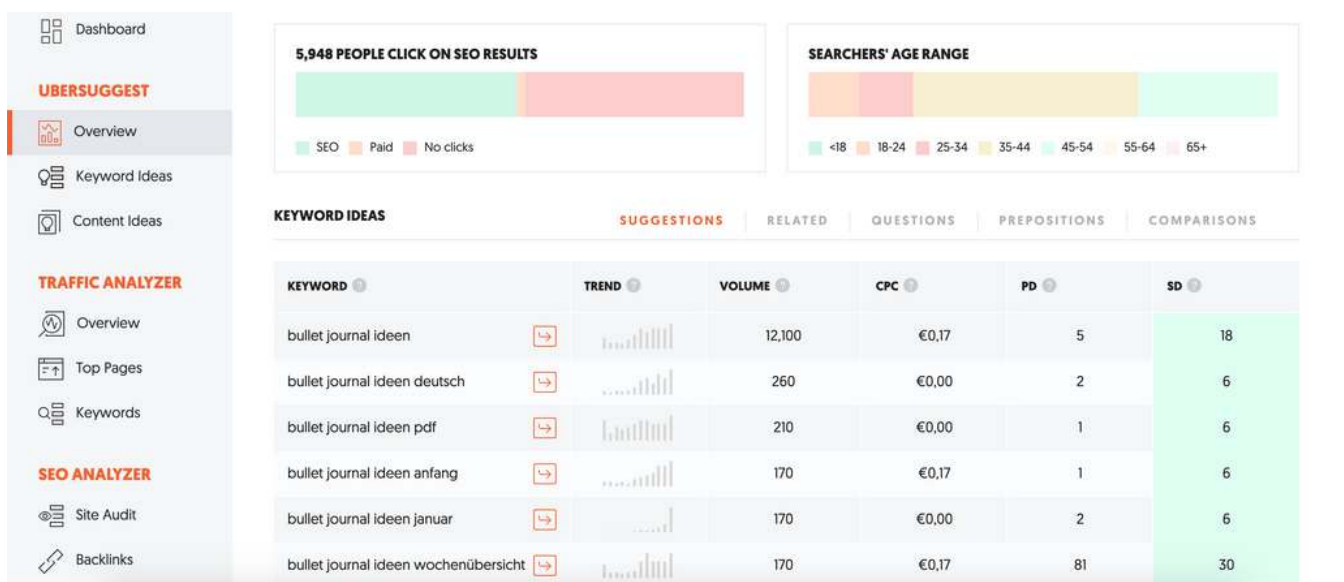 Dashboard
UBERSUGGEST
Overview
Keyword Ideas
Content Ideas
TRAFFIC ANALYZER
Overview
Top Pages
Keywords
SEO ANALYZER
Site Audit
Backlinks
5,948 PEOPLE CLICK ON SEO RESULTS
SEO Paid No clicks
SEARCHERS' AGE RANGE
<18 18-24 25-34 35-44 45-54 55-64 65+
KEYWORD IDEAS SUGGESTIONS RELATED QUESTIONS PREPOSITIONS COMPARISONS
KEYWORD ? TREND ? VOLUME ? CPC ? PD ? SD ?
bullet journal ideen 12,100 €0,17 5 18
bullet journal ideen deutsch 260 €0,00 2 6
bullet journal ideen pdf 210 €0,00 1 6
bullet journal ideen anfang 170 €0,17 1 6
bullet journal ideen januar 170 €0,00 2 6
bullet journal ideen wochenübersicht 170 €0,17 81 30